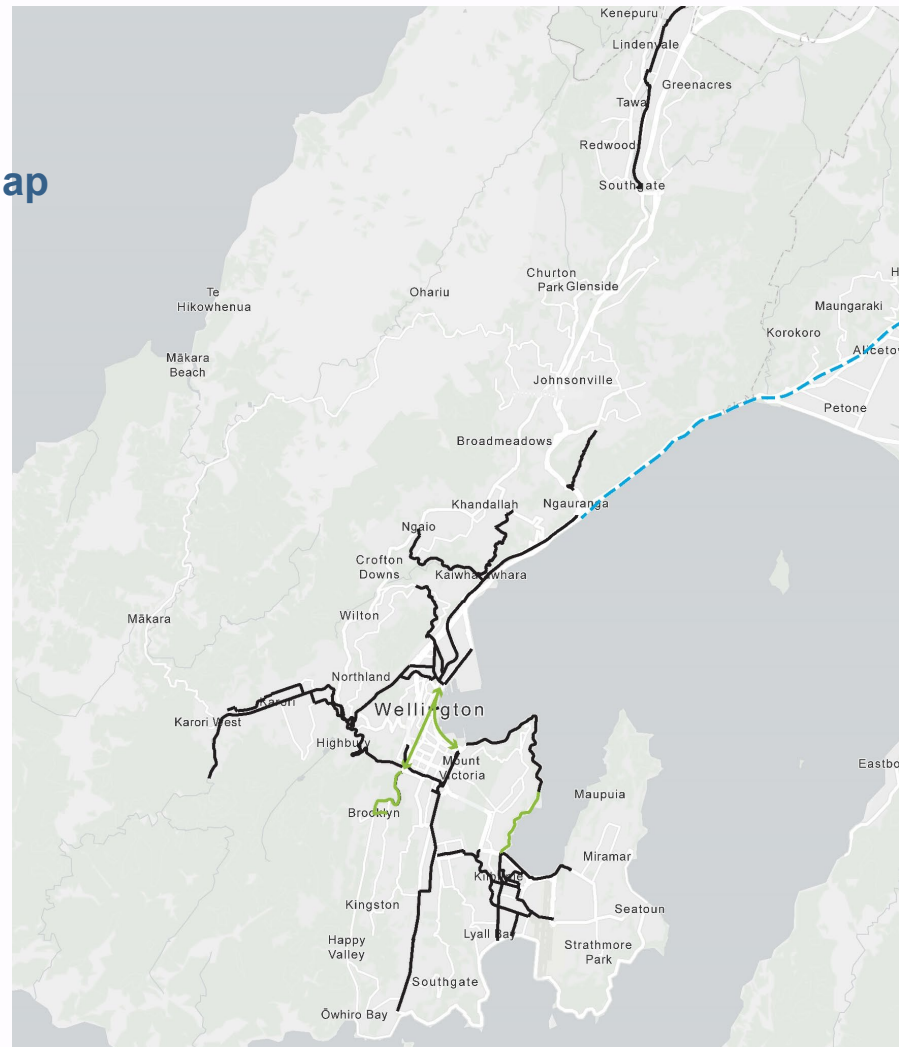 Kenepuru
Lindenvale
Greenacres
Tawa
Redwood
ap
Southgate
Churton
Park
Glenside
Te
Hikowhenua
Ohariu
Maungaraki
Korokoro
Mākara
Beach
Johnsonville
Petone
Broadmeadows
Khandallah
Ngauranga
Ngaio
Crofton
Downs
Wilton
Mākara
Northland
Karori
Wellington
Karori West
Highbury
Mount
Victoria
Maupuia
Brooklyn
Miramar
Kingston
Seatoun
Happy
Valley
Lyall Bay
Strathmore
Park
Southgate
Ōwhiro Bay